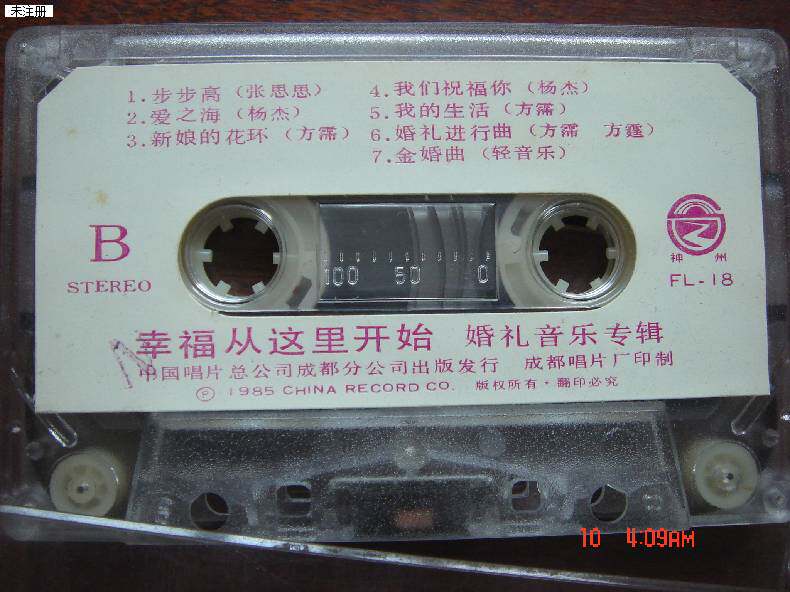 未注册
1.步步高（张思思）
2.爱之海（杨杰）
3.新娘的花环（方霈）
4.我们祝福你（杨杰）
5.我的生活（方霈）
6.婚礼进行曲（方霈 方霆）
7.金婚曲（轻音乐）
B
STEREO
100 50 0
神州
FL-18
幸福从这里开始 婚礼音乐专辑
中国唱片总公司成都分公司出版发行 成都唱片厂印制
Ⓟ 1985 CHINA RECORD CO. 版权所有·翻印必究
10 4:09AM